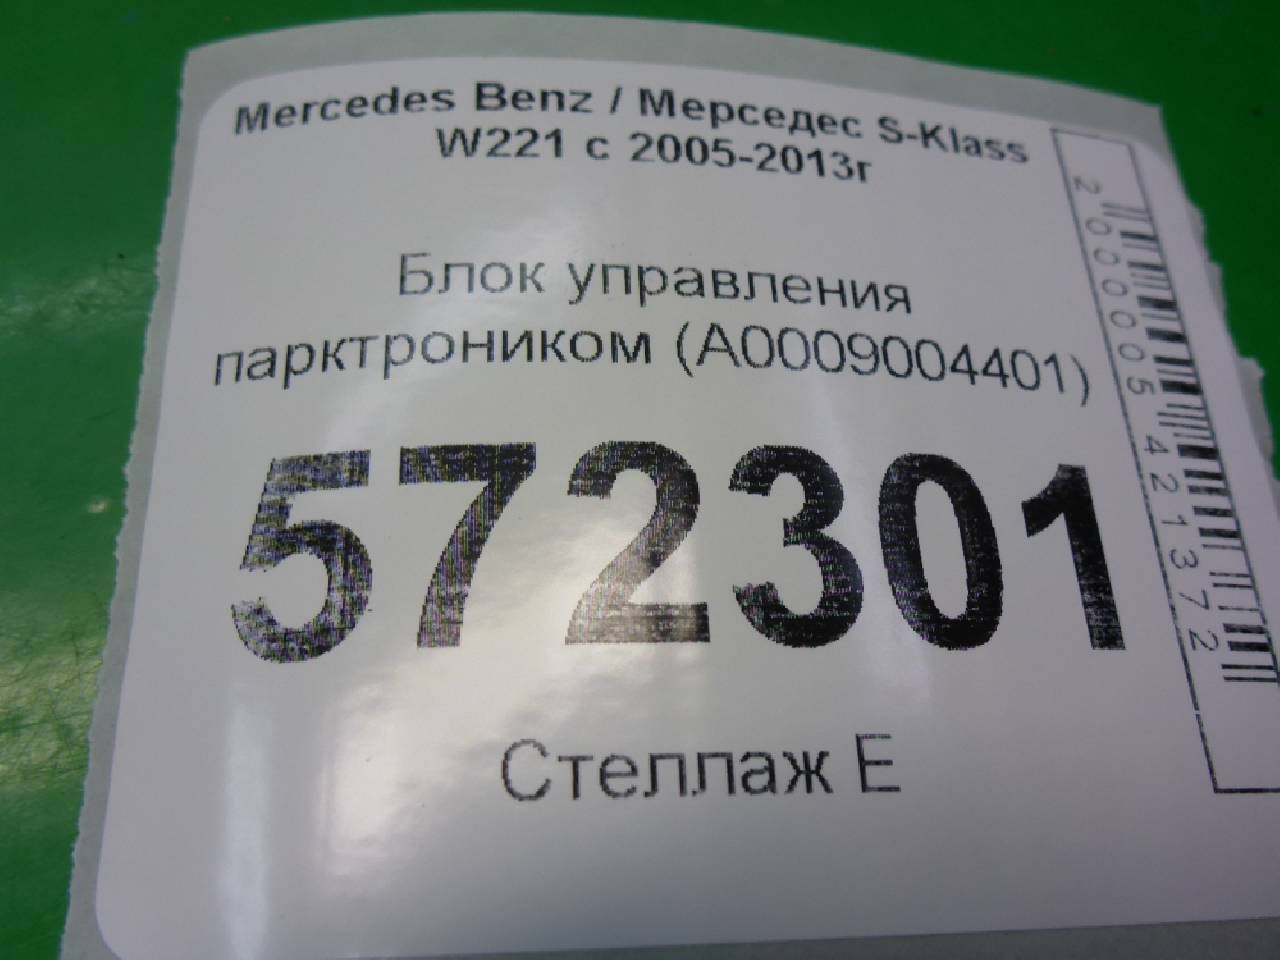 Mercedes Benz / Мерседес S-Klass
W221 с 2005-2013г
Блок управления
парктроником (A0009004401)
572301
Стеллаж Е
2000005421372